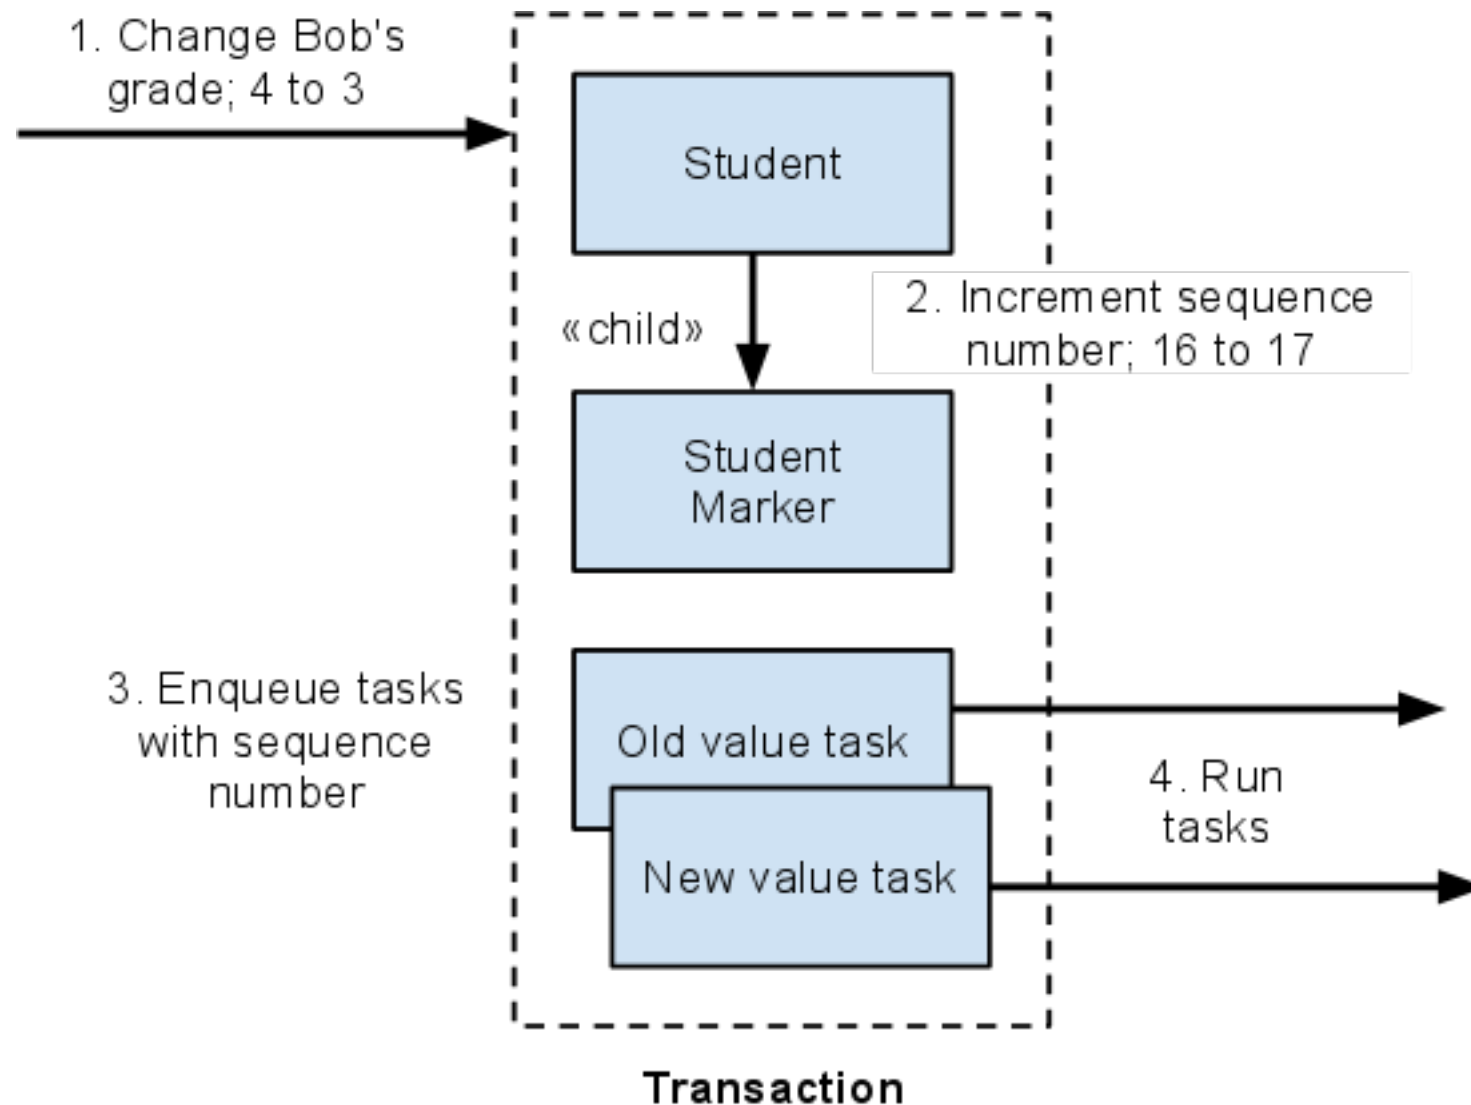 1. Change Bob's
grade; 4 to 3
Student
«child»
2. Increment sequence
number; 16 to 17
Student
Marker
3. Enqueue tasks
with sequence
number
Old value task
New value task
4. Run
tasks
Transaction